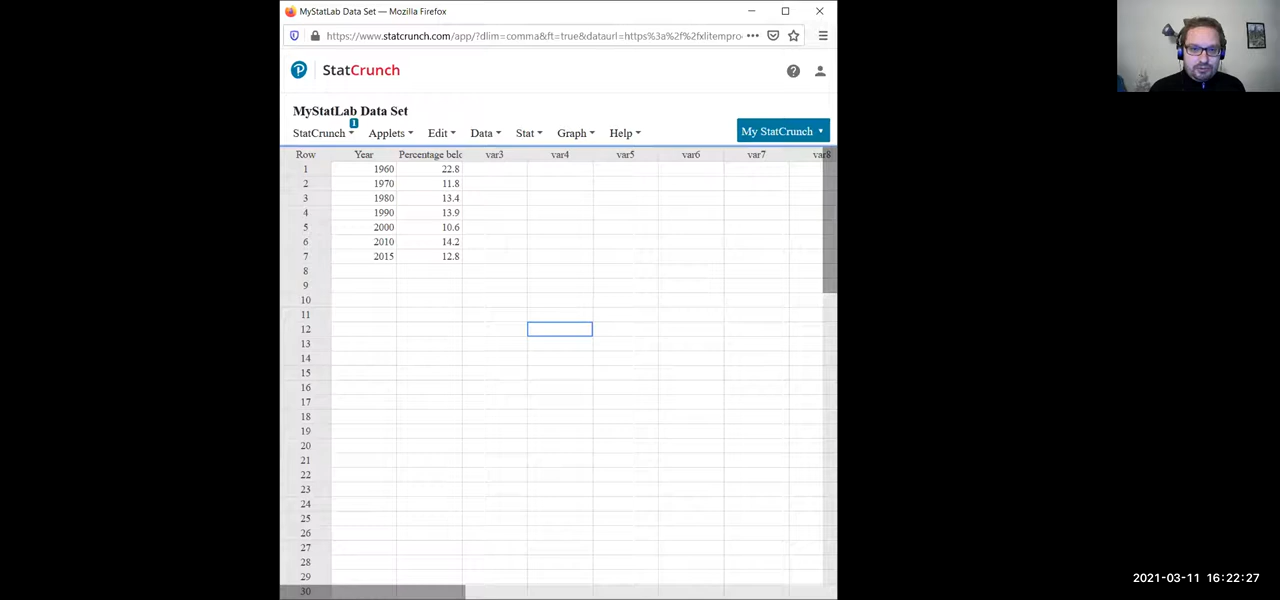 MyStatLab Data Set — Mozilla Firefox
https://www.statcrunch.com/app/?dlim=comma&ft=true&dataurl=https%3a%2f%2fxlitempro
P StatCrunch
MyStatLab Data Set
1
StatCrunch Applets Edit Data Stat Graph Help My StatCrunch
Row Year Percentage belo var3 var4 var5 var6 var7 var8
1 1960 22.8
2 1970 11.8
3 1980 13.4
4 1990 13.9
5 2000 10.6
6 2010 14.2
7 2015 12.8
8
9
10
11
12
13
14
15
16
17
18
19
20
21
22
23
24
25
26
27
28
29
30
2021-03-11 16:22:27